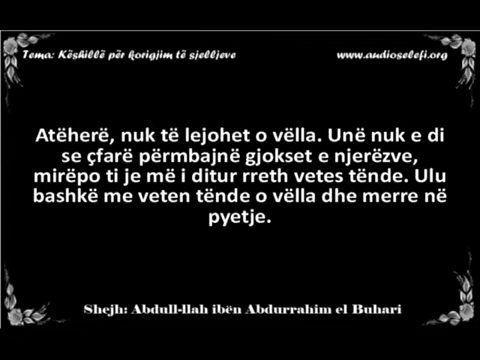 Tema: Këshillë për korigjim të sjelljeve
www.audioselefi.org
Atëherë, nuk të lejohet o vëlla. Unë nuk e di
se çfarë përmbajnë gjokset e njerëzve,
mirëpo ti je më i ditur rreth vetes tënde. Ulu
bashkë me veten tënde o vëlla dhe merre në
pyetje.
Shejh: Abdull-llah ibën Abdurrahim el Buhari